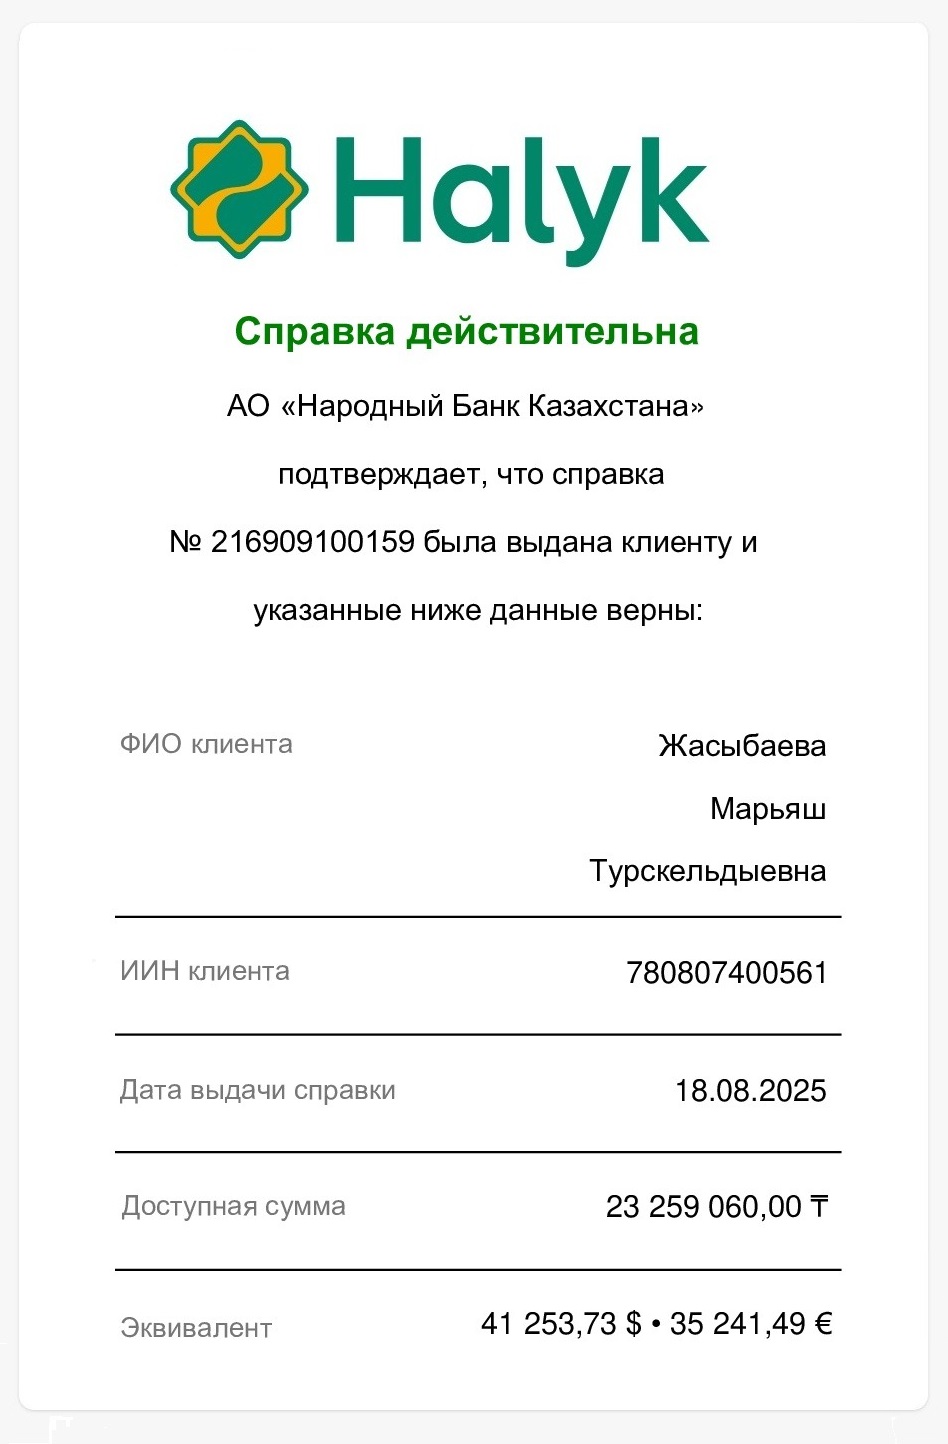 Halyk
Справка действительна
АО «Народный Банк Казахстана»
подтверждает, что справка
№ 216909100159 была выдана клиенту и
указанные ниже данные верны:
ФИО клиента Жасыбаева
Марьяш
Турскельдыевна
ИИН клиента 780807400561
Дата выдачи справки 18.08.2025
Доступная сумма 23 259 060,00 ₸
Эквивалент 41 253,73 $ • 35 241,49 €